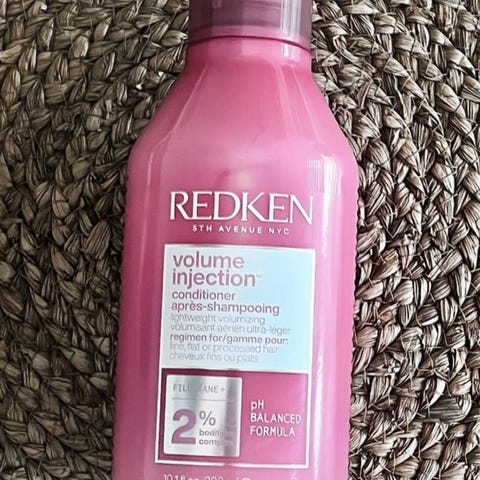 REDKEN
5TH AVENUE NYC
volume
injection™
conditioner
après-shampooing
lightweight volumizing
volumisant aérien ultra-léger
regimen for/gamme pour:
fine, flat or processed hair
cheveux fins ou plats
2%
pH
BALANCED
FORMULA